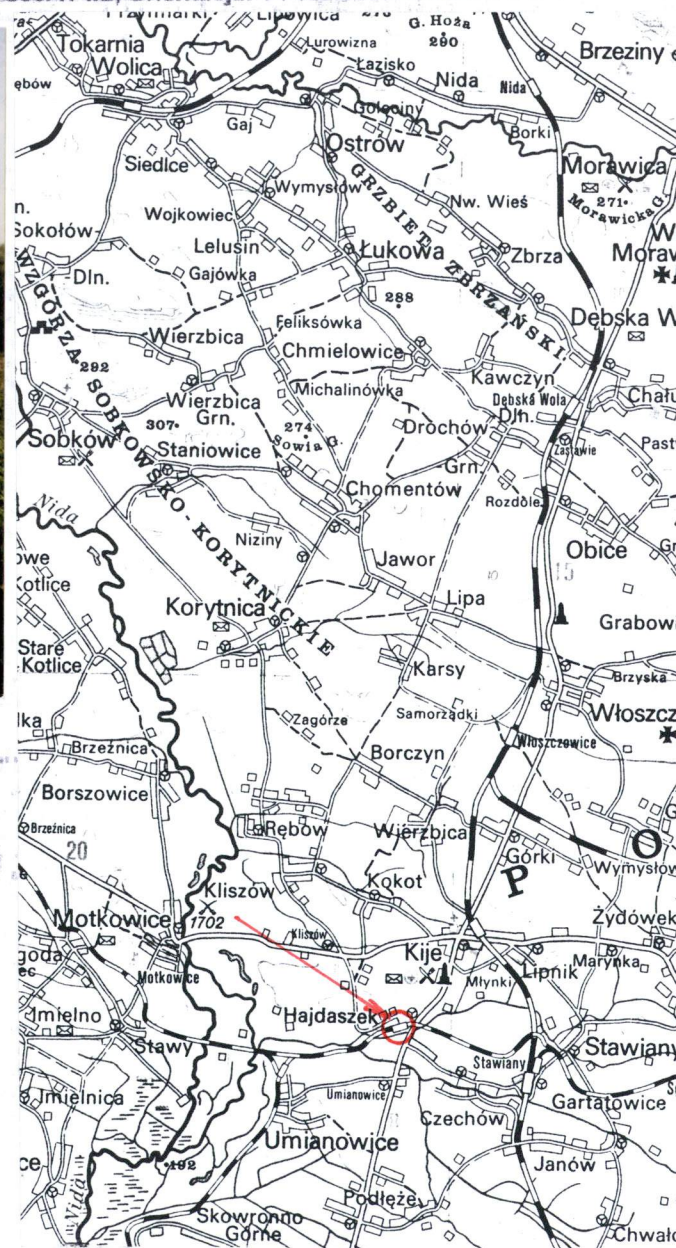 Lipowica
G. Hoża
290
Tokarnia
Wolica
Lurowizna
Łazisko
Brzeziny
Nida
Nida
Gaj
Goleciny
Borki
Siedlce
Ostrów
Morawica
Wymysłów
GRZBIET ZBRZAŃSKI
271
Morawicka G.
Wojkowiec
Nw. Wieś
Sokołów
Lelusin
Łukowa
Zbrza
Dln.
Gajówka
288
WZGÓRZA SOBKOWSKO-KORYTNICKIE
Feliksówka
Dębska W
Wierzbica
292
Chmielowice
Kawczyn
Wierzbica
Grn.
Michalinówka
Dębska Wola
Dln.
307
274
Sowia G.
Drochów
Grn.
Zastawie
Sobków
Staniowice
Chomentów
Rozdole
Nida
Niziny
Obice
Kotlice
Jawor
15
Korytnica
Lipa
Stare
Kotlice
Karsy
Brzyska
Zagórze
Samorządki
Włoszcz
Brzeźnica
Borczyn
Włoszczowice
Borszowice
Brzeźnica
Rębów
Wierzbica
Górki
O
20
P
Kliszów
Kokot
Motkowice
1702
Kliszów
Kije
Żydówek
Motkowice
Młynki
Lipnik
Marynka
Imielno
Hajdaszek
Stawy
Stawiany
Stawiany
Imielnica
Umianowice
Gartatowice
Czechów
Umianowice
192
Janów
Nida
Podłęże
Skowronno
Górne